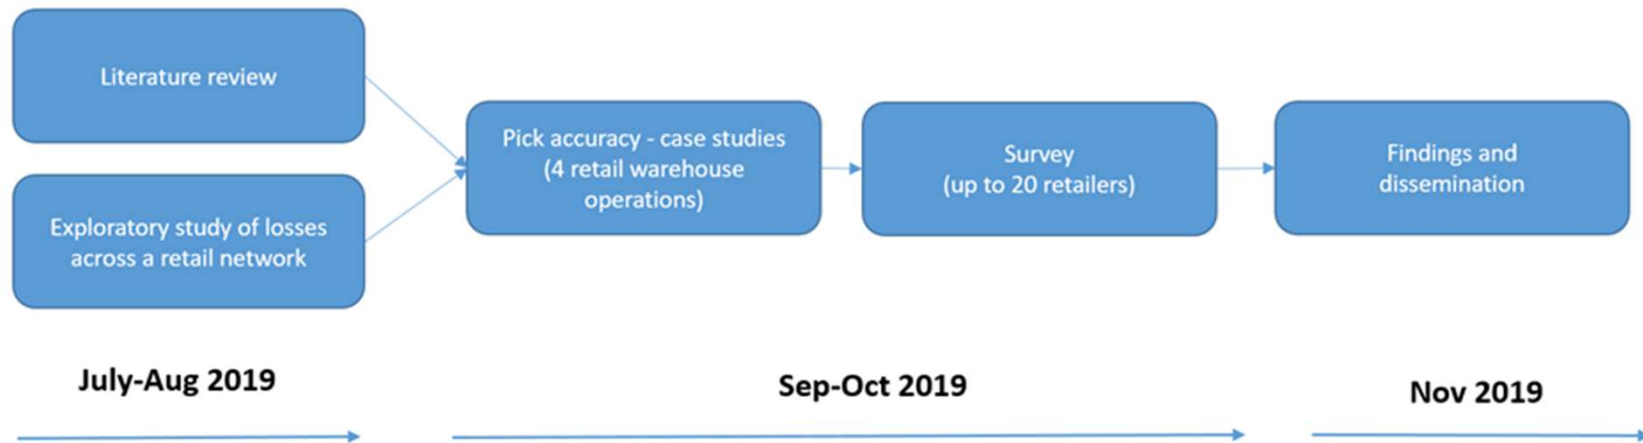 Literature review
Exploratory study of losses
across a retail network
Pick accuracy - case studies
(4 retail warehouse
operations)
Survey
(up to 20 retailers)
Findings and
dissemination
July-Aug 2019
Sep-Oct 2019
Nov 2019